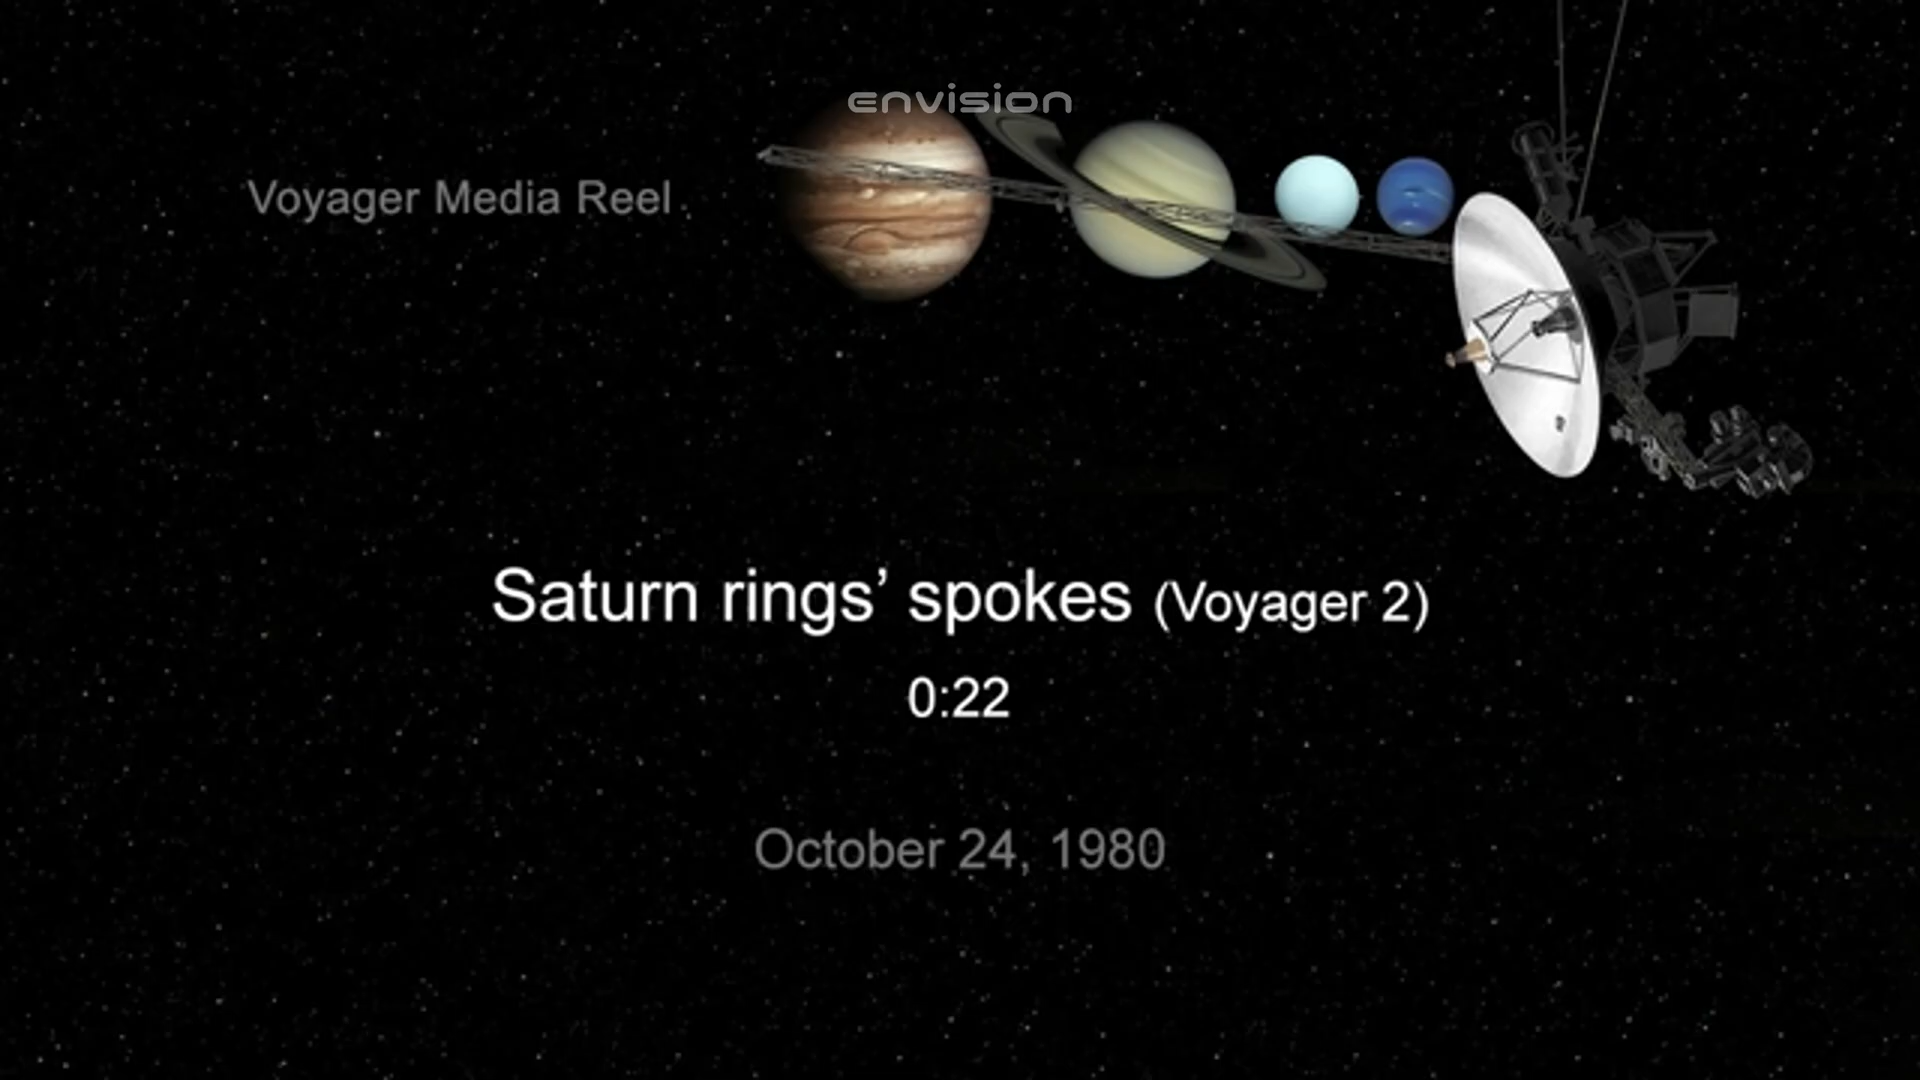 envision
Voyager Media Reel
Saturn rings’ spokes (Voyager 2)
0:22
October 24, 1980